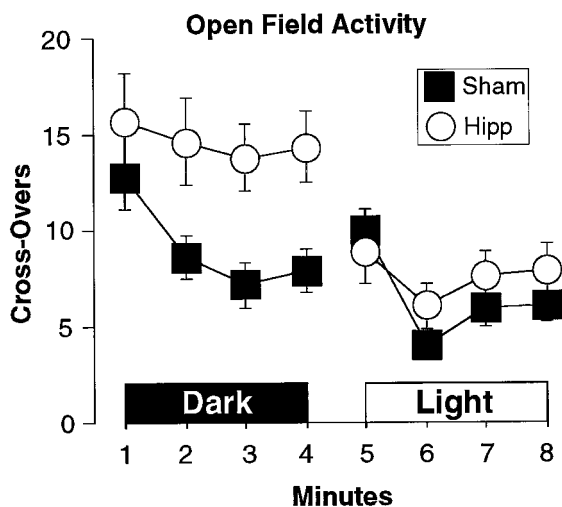 Open Field Activity
20
15
10
5
0
Cross-Overs
Sham
Hipp
Dark
Light
1 2 3 4 5 6 7 8
Minutes